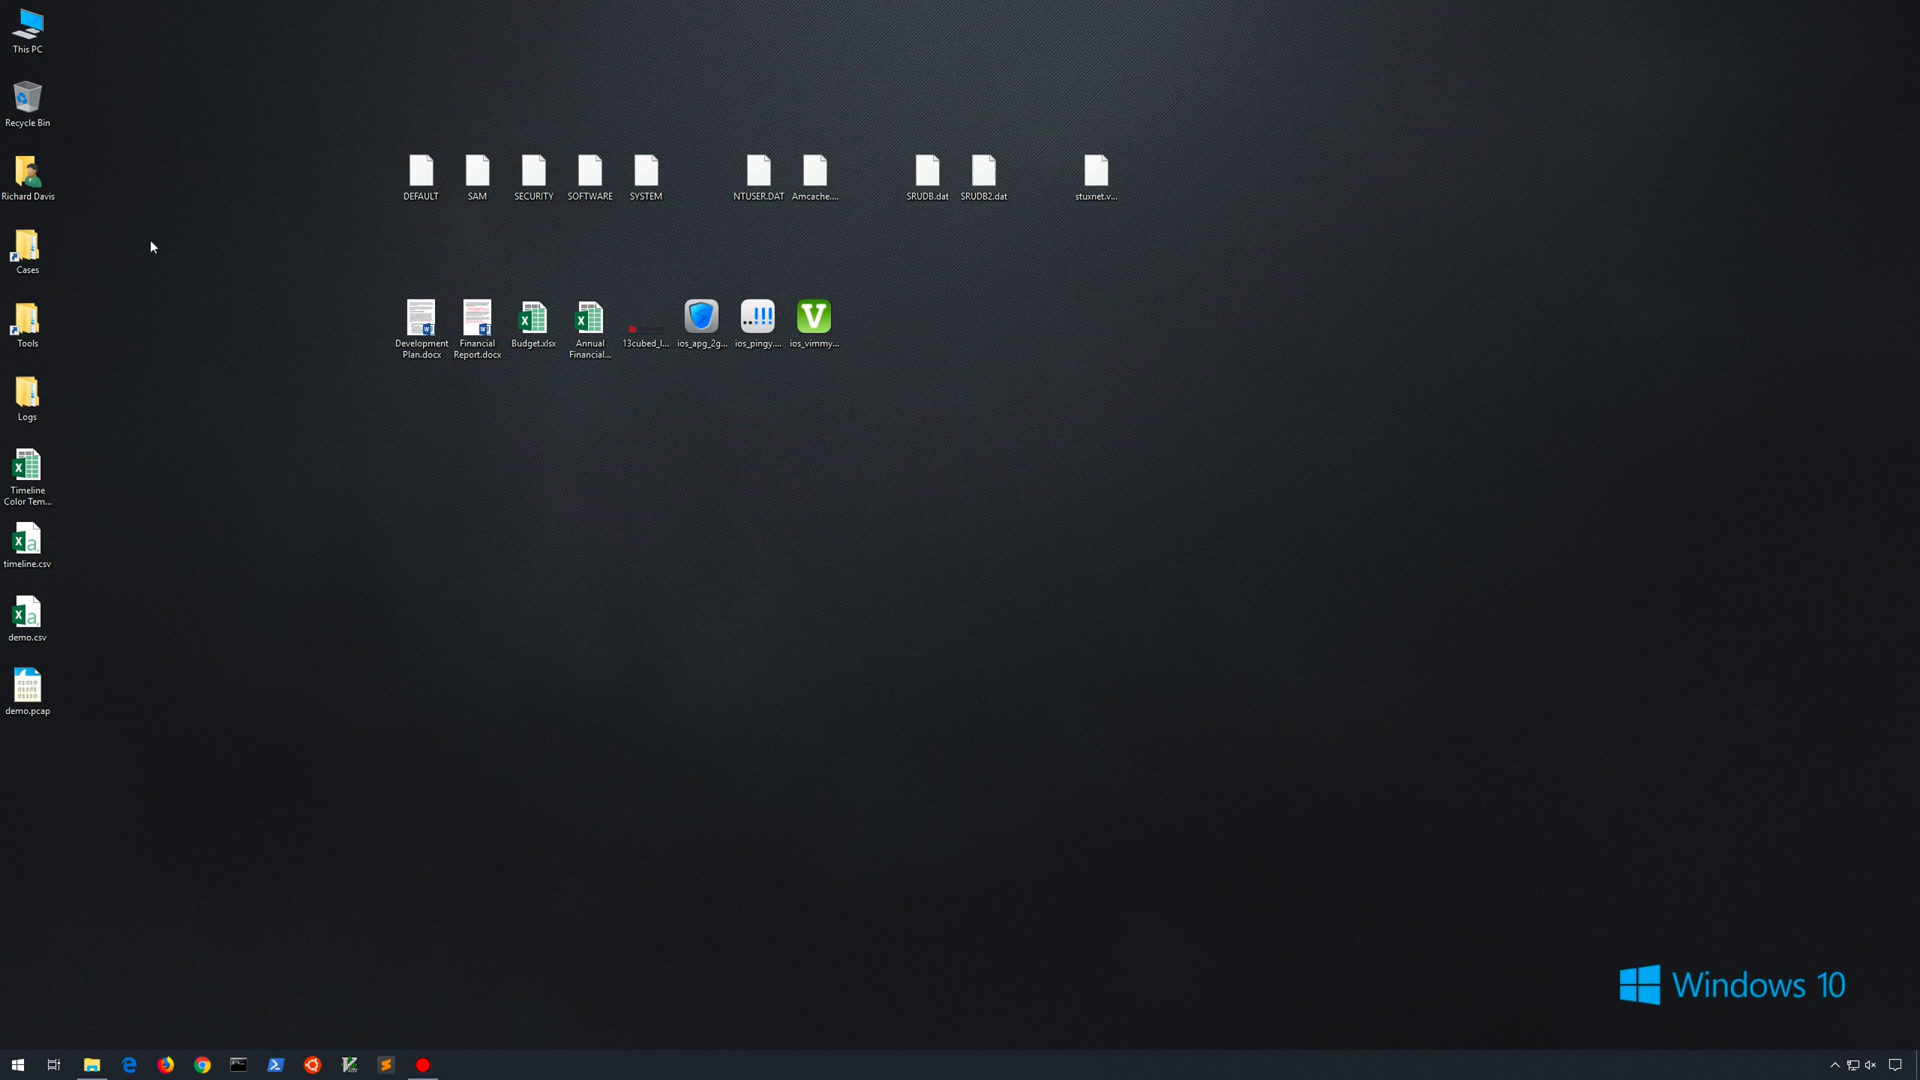 This PC
Recycle Bin
Richard Davis
Cases
Tools
Logs
Timeline
Color Tem...
timeline.csv
demo.csv
demo.pcap
DEFAULT
SAM
SECURITY
SOFTWARE
SYSTEM
NTUSER.DAT
Amcache....
SRUDB.dat
SRUDB2.dat
stuxnet.v...
Development
Plan.docx
Financial
Report.docx
Budget.xlsx
Annual
Financial...
13cubed_l...
ios_apg_2g...
ios_pingy....
ios_vimmy...
Windows 10